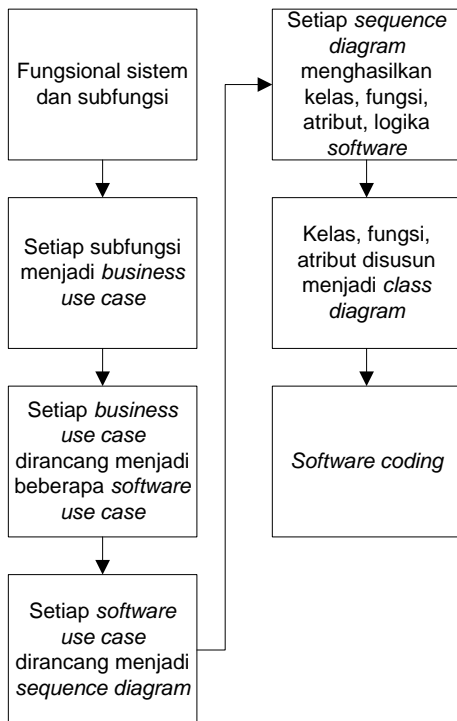 Fungsional sistem
dan subfungsi
Setiap subfungsi
menjadi business
use case
Setiap business
use case
dirancang menjadi
beberapa software
use case
Setiap software
use case
dirancang menjadi
sequence diagram
Setiap sequence
diagram
menghasilkan
kelas, fungsi,
atribut, logika
software
Kelas, fungsi,
atribut disusun
menjadi class
diagram
Software coding